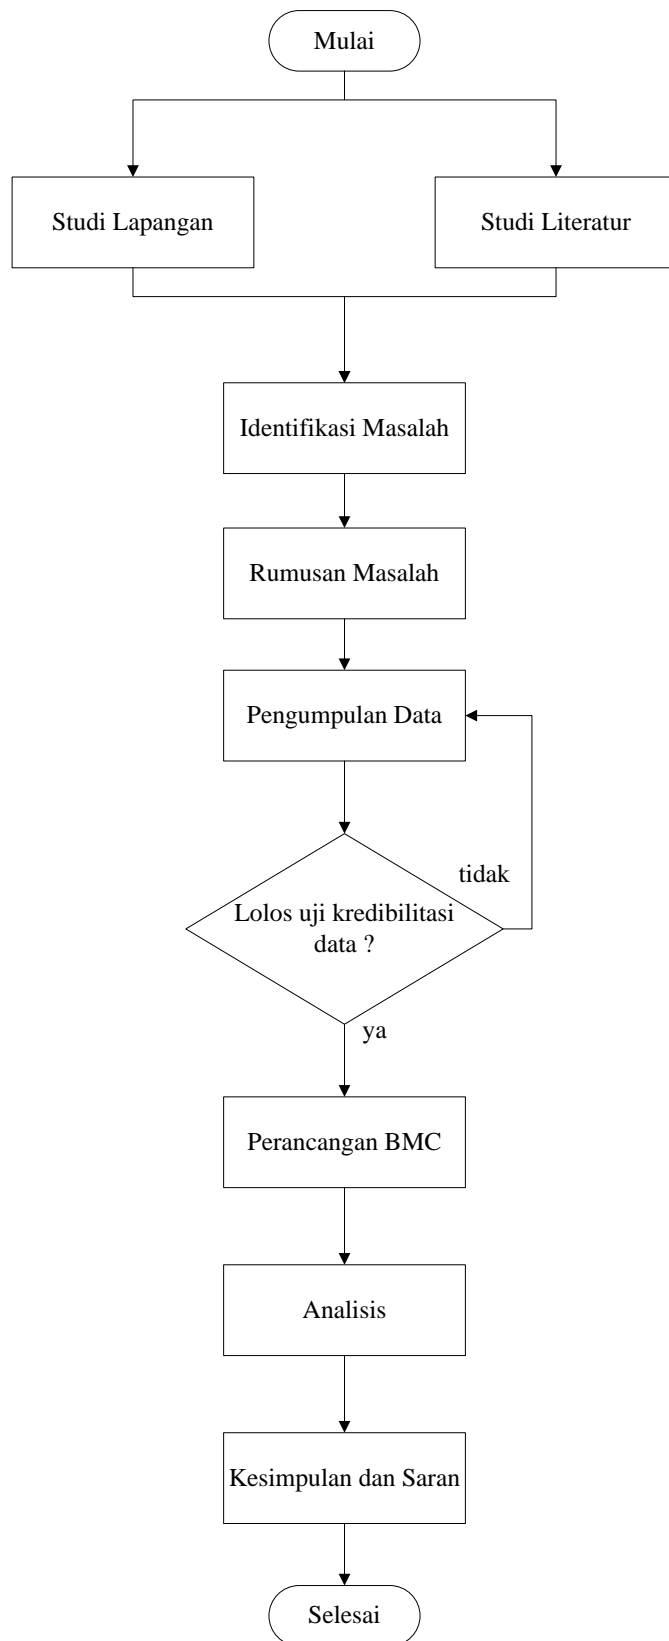 Mulai
Studi Lapangan
Studi Literatur
Identifikasi Masalah
Rumusan Masalah
Pengumpulan Data
tidak
Lolos uji kredibilitasi
data ?
ya
Perancangan BMC
Analisis
Kesimpulan dan Saran
Selesai